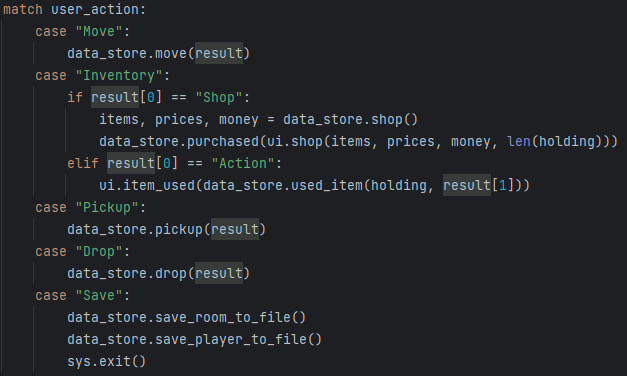 match user_action:
    case "Move":
        data_store.move(result)
    case "Inventory":
        if result[0] == "Shop":
            items, prices, money = data_store.shop()
            data_store.purchased(ui.shop(items, prices, money, len(holding)))
        elif result[0] == "Action":
            ui.item_used(data_store.used_item(holding, result[1]))
    case "Pickup":
        data_store.pickup(result)
    case "Drop":
        data_store.drop(result)
    case "Save":
        data_store.save_room_to_file()
        data_store.save_player_to_file()
        sys.exit()